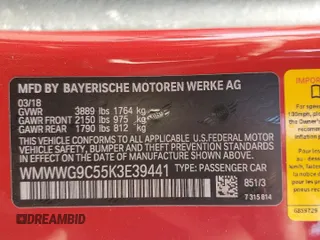 MFD BY BAYERISCHE MOTOREN WERKE AG
03/18
GVWR 3889 lbs 1764 kg
GAWR FRONT 2150 lbs 975 kg
GAWR REAR 1790 lbs 812 kg
THIS VEHICLE CONFORMS TO ALL APPLICABLE U.S. FEDERAL MOTOR
VEHICLE SAFETY, BUMPER AND THEFT PREVENTION STANDARDS
IN EFFECT ON THE DATE OF MANUFACTURE SHOWN ABOVE.
WMWWG9C55K3E39441 TYPE: PASSENGER CAR
851/3
7 315 814
© DREAMBID